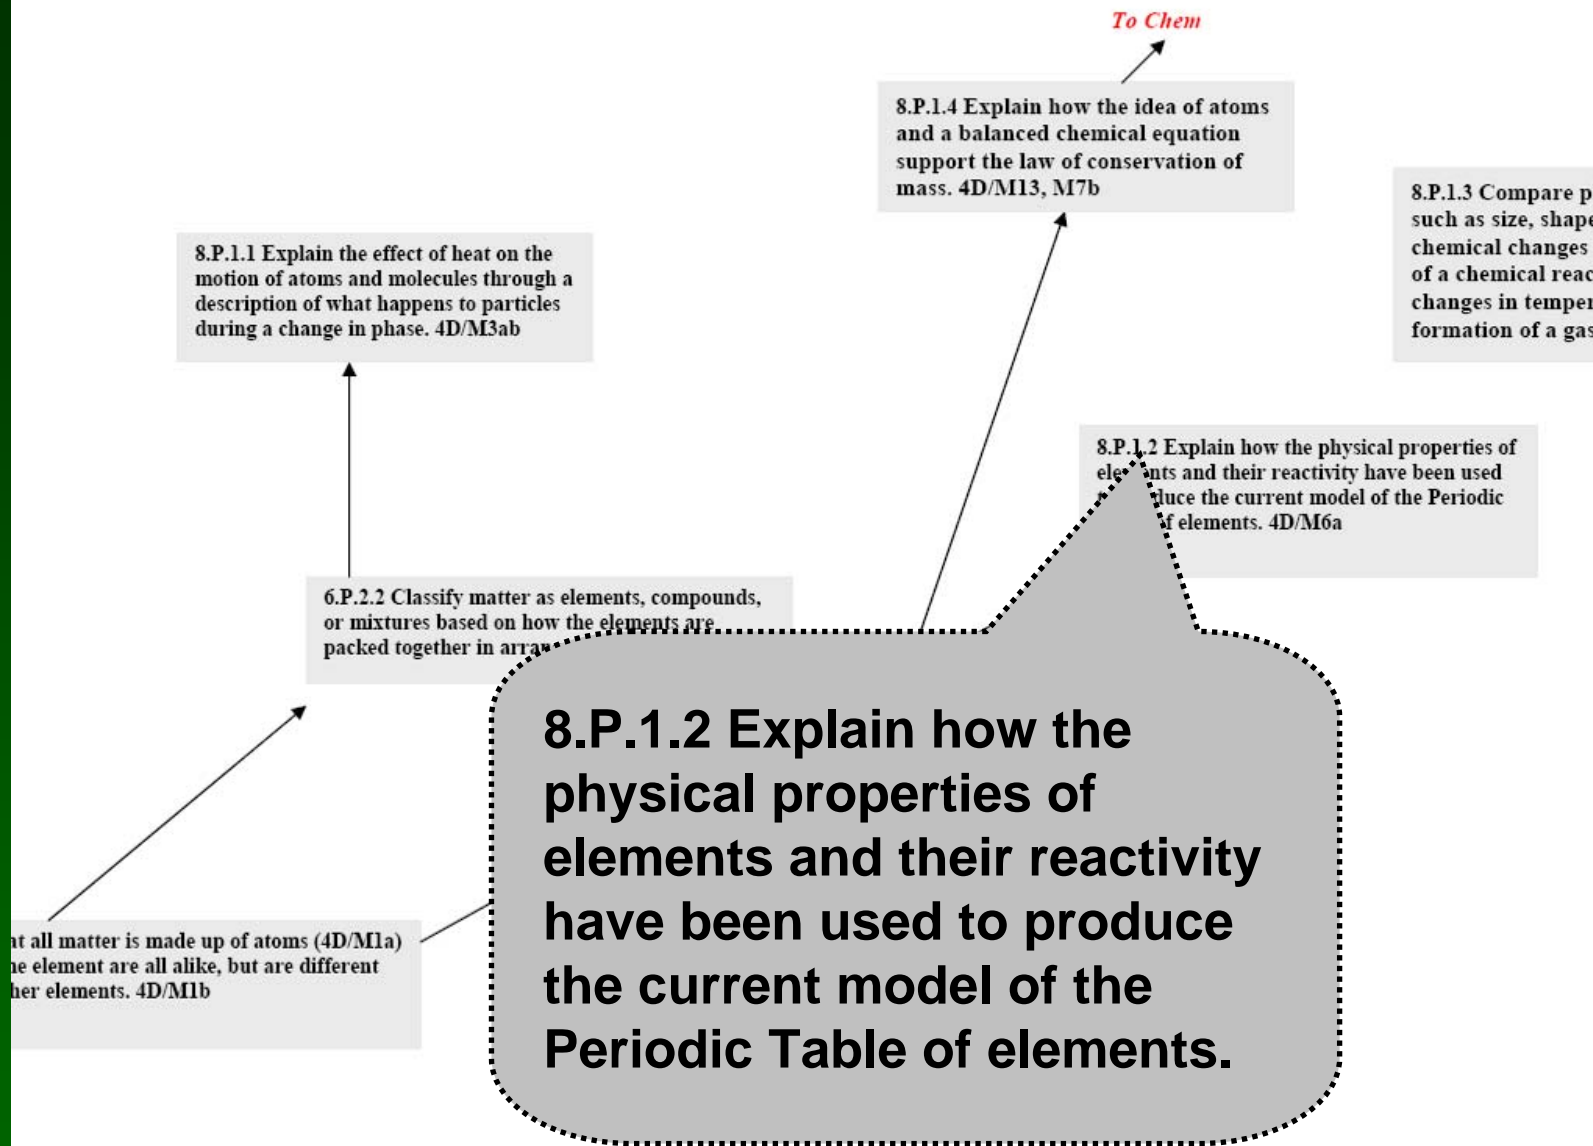 To Chem
8.P.1.4 Explain how the idea of atoms
and a balanced chemical equation
support the law of conservation of
mass. 4D/M13, M7b
8.P.1.3 Compare p
such as size, shape
chemical changes
of a chemical reac
changes in temper
formation of a gas
8.P.1.1 Explain the effect of heat on the
motion of atoms and molecules through a
description of what happens to particles
during a change in phase. 4D/M3ab
8.P.1.2 Explain how the physical properties of
and their reactivity have been used
the current model of the Periodic
elements. 4D/M6a
6.P.2.2 Classify matter as elements, compounds,
or mixtures based on how the elements are
packed together in
8.P.1.2 Explain how the
physical properties of
elements and their reactivity
have been used to produce
the current model of the
Periodic Table of elements.
all matter is made up of atoms (4D/M1a)
element are all alike, but are different
elements. 4D/M1b